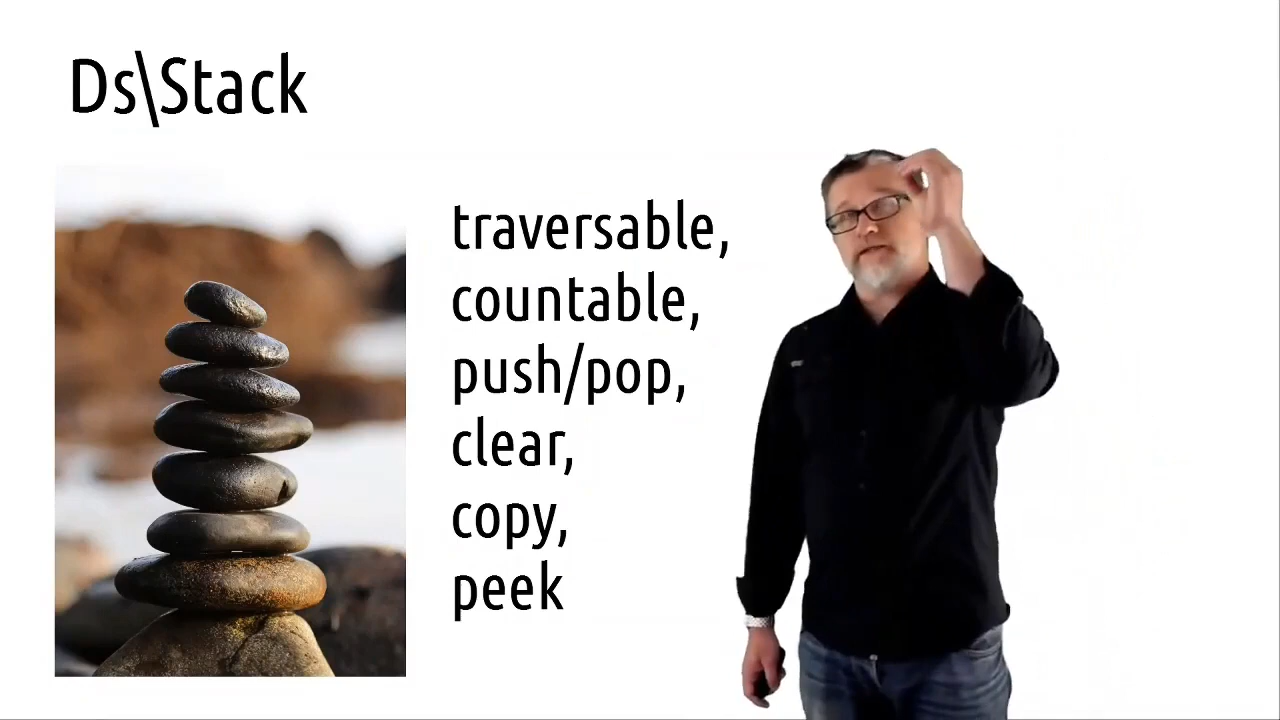 Ds\Stack
traversable,
countable,
push/pop,
clear,
copy,
peek